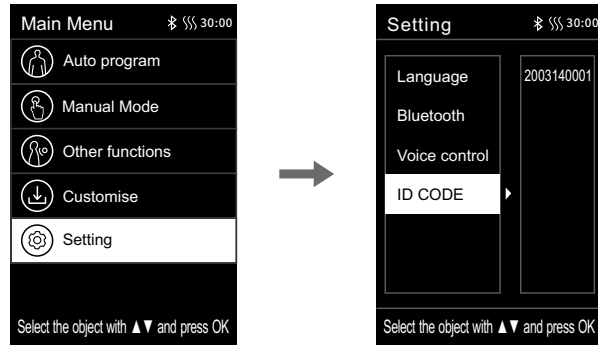 Main Menu 30:00
Auto program
Manual Mode
Other functions
Customise
Setting
Select the object with ▲▼ and press OK
Setting 30:00
Language
Bluetooth
Voice control
ID CODE
2003140001
Select the object with ▲▼ and press OK